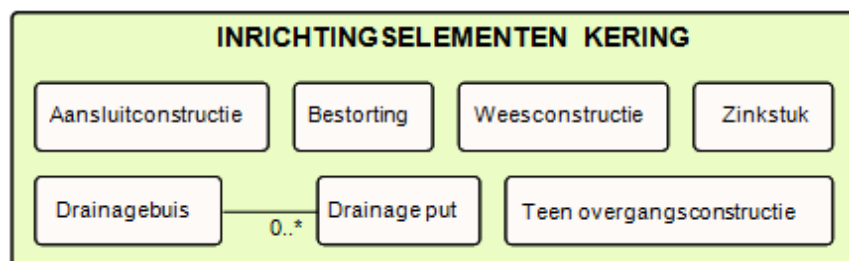 INRICHTINGSELEMENTEN KERING
Aansluitconstructie Bestorting Weesconstructie Zinkstuk
Drainagebuis 0..* Drainage put Teen overgangsconstructie